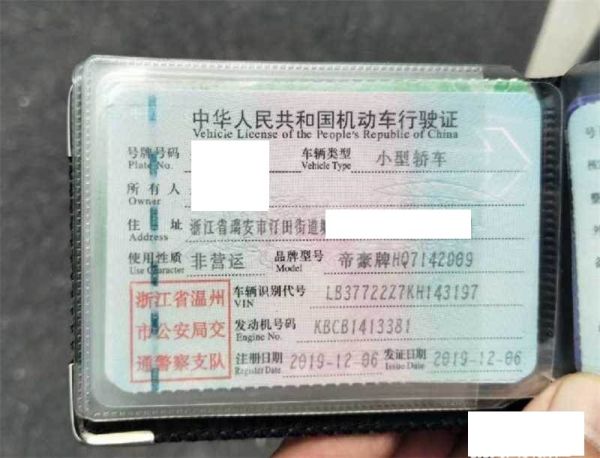 中华人民共和国机动车行驶证
Vehicle License of the People's Republic of China
号牌号码 车辆类型 小型轿车
Plate No. Vehicle Type
所有人
Owner
住址 浙江省瑞安市汀田街道
Address
使用性质 非营运 品牌型号 帝豪牌HQ7142009
Use Character Model
浙江省温州 车辆识别代号 LB37722Z7KH143197
VIN
市公安局交 发动机号码 KBCB1413381
Engine No.
通警察支队 注册日期 2019-12-06 发证日期 2019-12-06
Register Date Issue Date